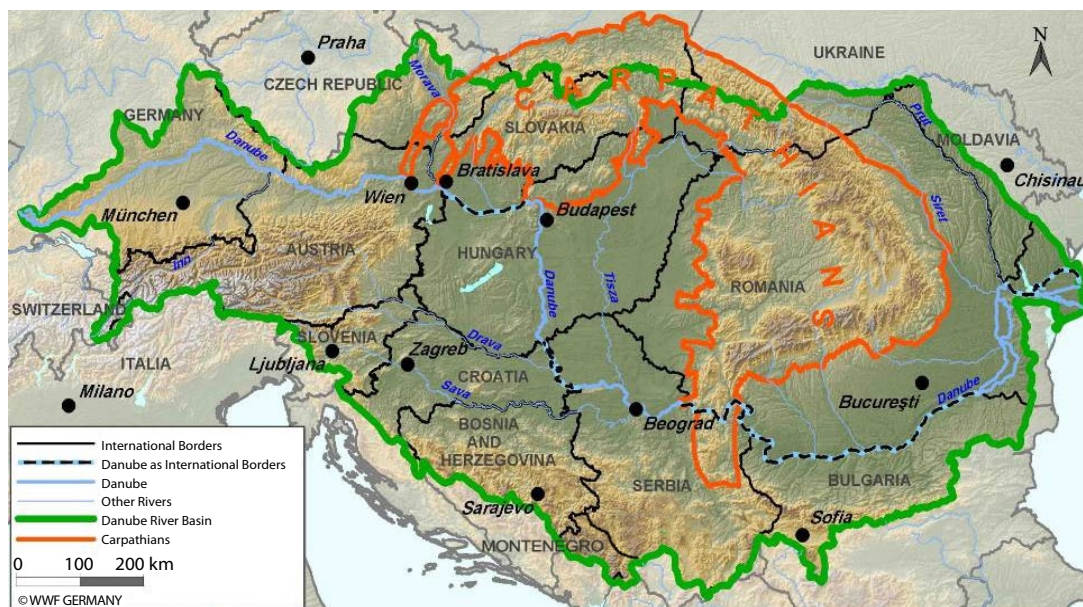 N
Praha
UKRAINE
CZECH REPUBLIC
Morava
CARPATHIANS
GERMANY
SLOVAKIA
Prut
MOLDAVIA
Danube
Bratislava
Chisinau
Wien
München
Budapest
Siret
AUSTRIA
HUNGARY
Inn
Danube
Tisza
ROMANIA
SWITZERLAND
SLOVENIA
Drava
ITALIA
Ljubljana
Zagreb
CROATIA
Milano
Sava
Bucureşti
Danube
BOSNIA
AND
HERZEGOVINA
Beograd
SERBIA
BULGARIA
Sarajevo
Sofia
MONTENEGRO
International Borders
Danube as International Borders
Danube
Other Rivers
Danube River Basin
Carpathians
0 100 200 km
© WWF GERMANY